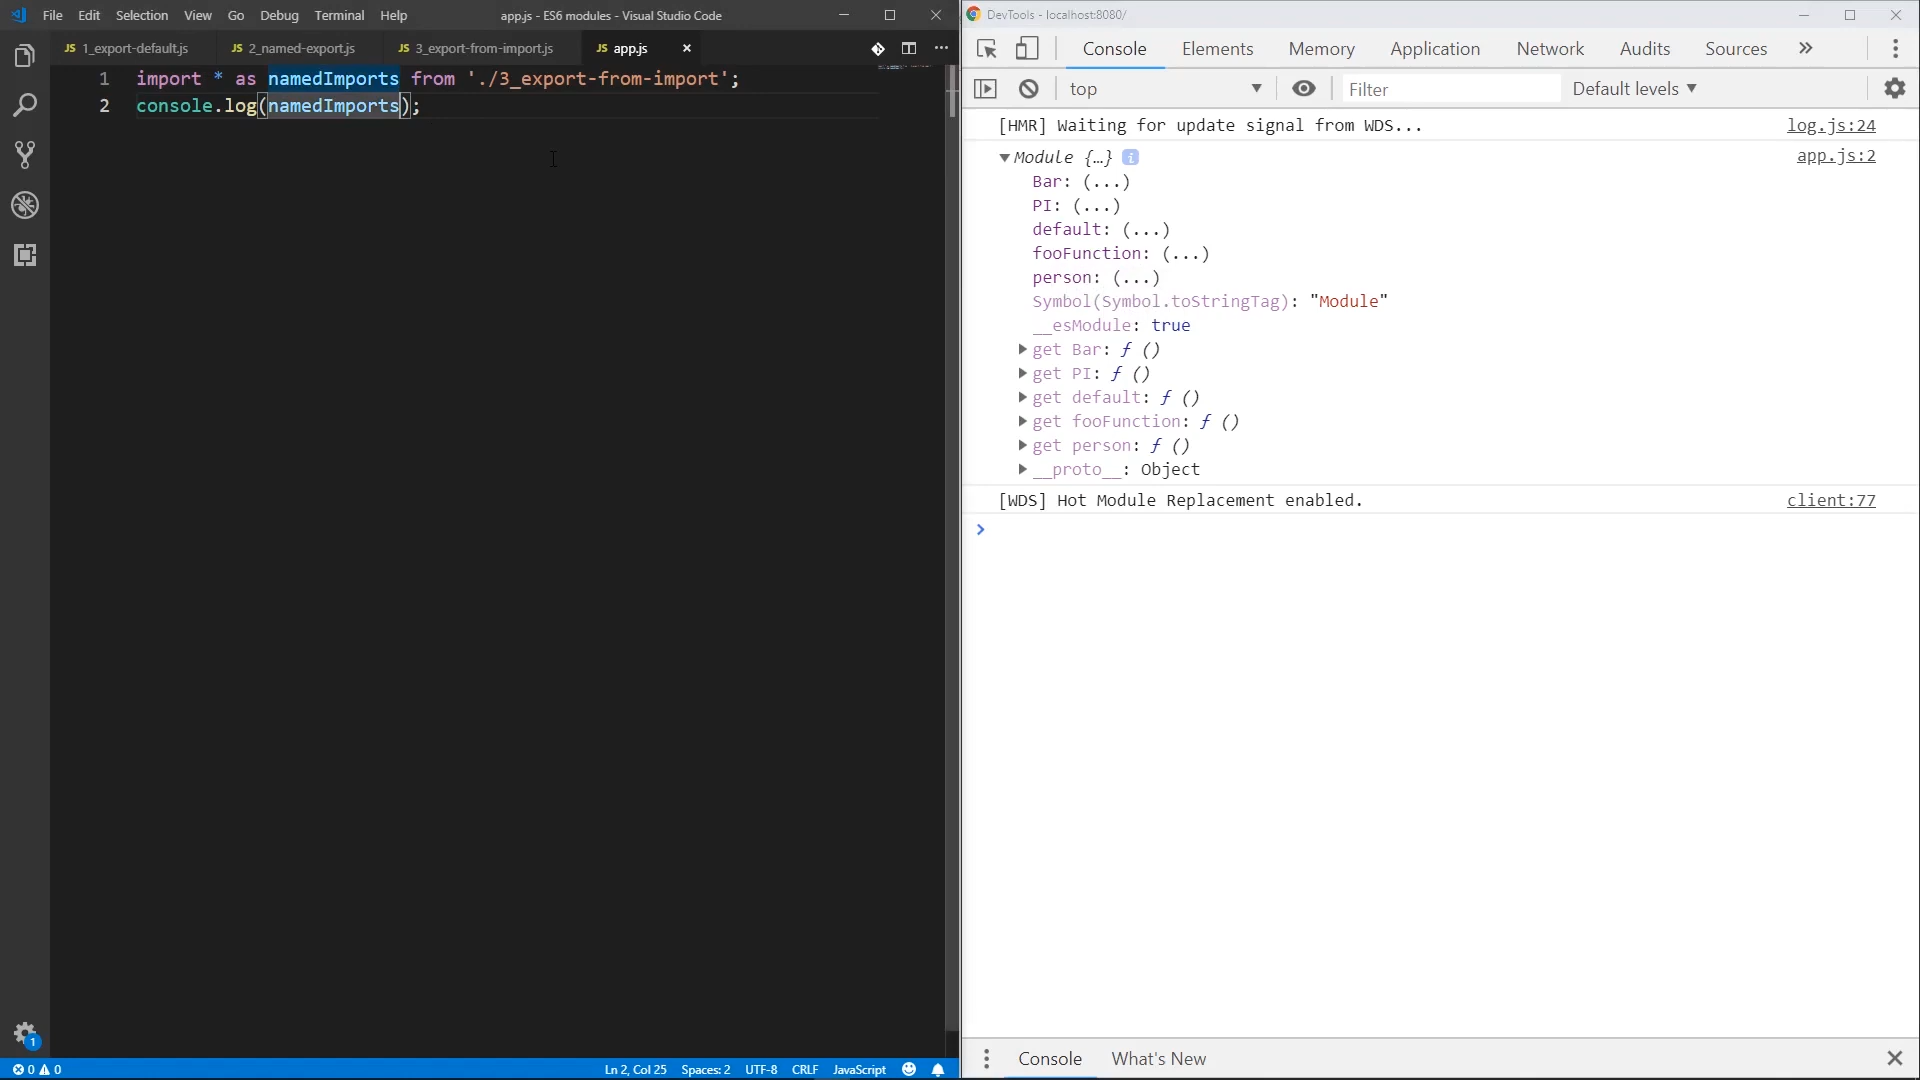 File Edit Selection View Go Debug Terminal Help app.js - ES6 modules - Visual Studio Code
JS 1_export-default.js JS 2_named-export.js JS 3_export-from-import.js JS app.js
1 import * as namedImports from './3_export-from-import';
2 console.log(namedImports);
1
0 0 Ln 2, Col 25 Spaces: 2 UTF-8 CRLF JavaScript
DevTools - localhost:8080/
Console Elements Memory Application Network Audits Sources
top Filter Default levels
[HMR] Waiting for update signal from WDS... log.js:24
Module {…} i app.js:2
Bar: (...)
PI: (...)
default: (...)
fooFunction: (...)
person: (...)
Symbol(Symbol.toStringTag): "Module"
__esModule: true
get Bar: ƒ ()
get PI: ƒ ()
get default: ƒ ()
get fooFunction: ƒ ()
get person: ƒ ()
__proto__: Object
[WDS] Hot Module Replacement enabled. client:77
Console What's New